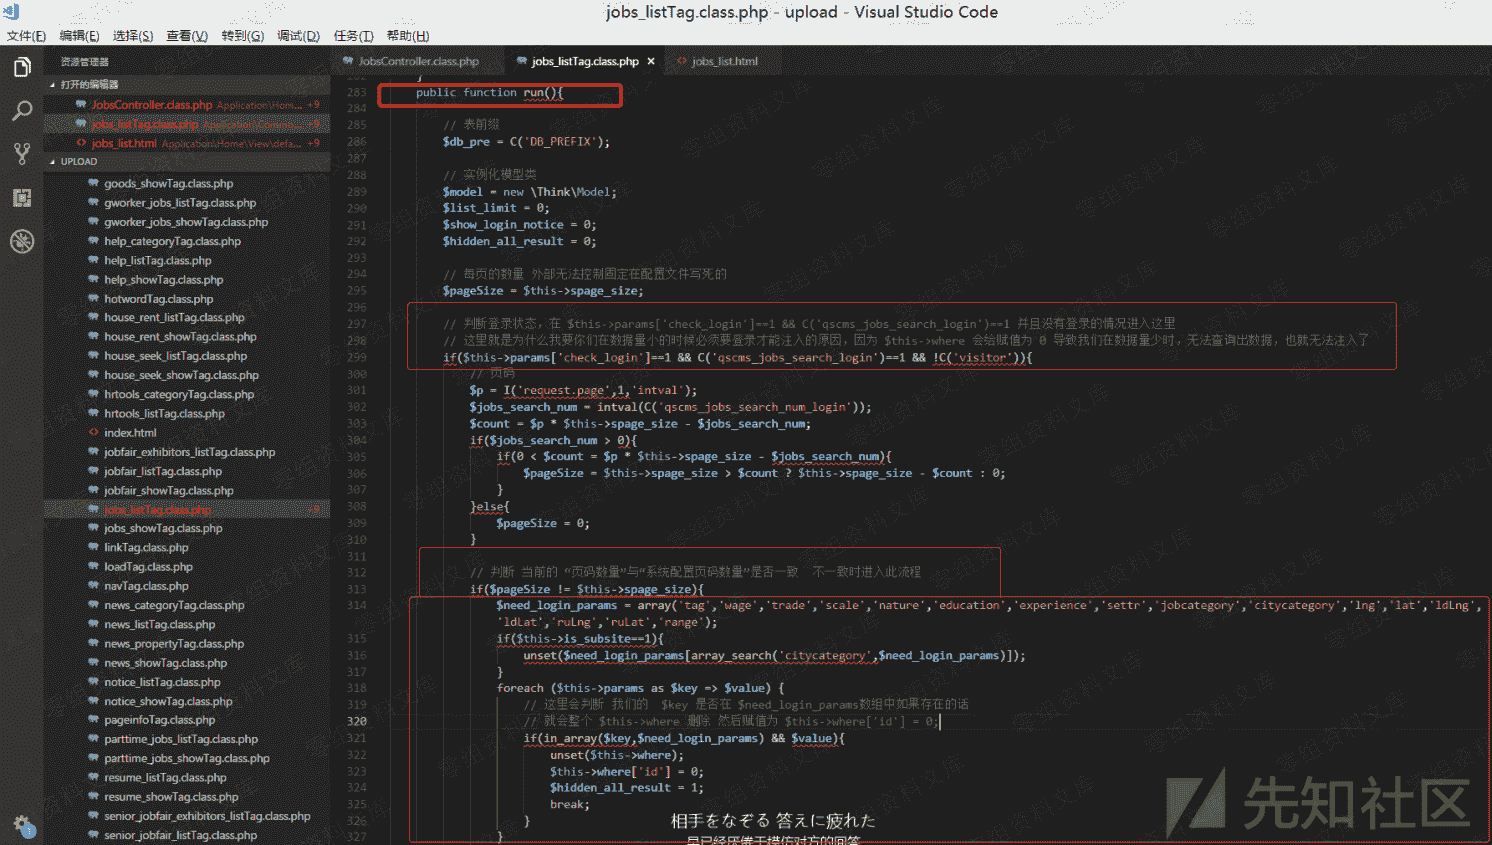 jobs_listTag.class.php - upload - Visual Studio Code
文件(F) 编辑(E) 选择(S) 查看(V) 转到(G) 调试(D) 任务(T) 帮助(H)
资源管理器
打开的编辑器
JobsController.class.php Application\Hom... +9
jobs_listTag.class.php Application\Comm... +9
jobs_list.html Application\Home\View\defa... +9
UPLOAD
goods_showTag.class.php
gworker_jobs_listTag.class.php
gworker_jobs_showTag.class.php
help_categoryTag.class.php
help_listTag.class.php
help_showTag.class.php
hotwordTag.class.php
house_rent_listTag.class.php
house_rent_showTag.class.php
house_seek_listTag.class.php
house_seek_showTag.class.php
hrtools_categoryTag.class.php
hrtools_listTag.class.php
index.html
jobfair_exhibitors_listTag.class.php
jobfair_listTag.class.php
jobfair_showTag.class.php
jobs_listTag.class.php +9
jobs_showTag.class.php
linkTag.class.php
loadTag.class.php
navTag.class.php
news_categoryTag.class.php
news_listTag.class.php
news_propertyTag.class.php
news_showTag.class.php
notice_listTag.class.php
notice_showTag.class.php
pageinfoTag.class.php
parttime_jobs_listTag.class.php
parttime_jobs_showTag.class.php
resume_listTag.class.php
resume_showTag.class.php
senior_jobfair_exhibitors_listTag.class.php
senior_jobfair_listTag.class.php
JobsController.class.php jobs_listTag.class.php × jobs_list.html
282 }
283 public function run(){
284
285 // 表前缀
286 $db_pre = C('DB_PREFIX');
287
288 // 实例化模型类
289 $model = new \Think\Model;
290 $list_limit = 0;
291 $show_login_notice = 0;
292 $hidden_all_result = 0;
293
294 // 每页的数量 外部无法控制固定在配置文件写死的
295 $pageSize = $this->spage_size;
296
297 // 判断登录状态, 在 $this->params['check_login']==1 && C('qscms_jobs_search_login')==1 并且没有登录的情况进入这里
298 // 这里就是为什么我要你们在数据量小的时候必须要登录才能注入的原因, 因为 $this->where 会给赋值为 0 导致我们在数据量少时, 无法查询出数据, 也就无法注入了
299 if($this->params['check_login']==1 && C('qscms_jobs_search_login')==1 && !C('visitor')){
300 // 页码
301 $p = I('request.page',1,'intval');
302 $jobs_search_num = intval(C('qscms_jobs_search_num_login'));
303 $count = $p * $this->spage_size - $jobs_search_num;
304 if($jobs_search_num > 0){
305 if(0 < $count = $p * $this->spage_size - $jobs_search_num){
306 $pageSize = $this->spage_size > $count ? $this->spage_size - $count : 0;
307 }
308 }else{
309 $pageSize = 0;
310 }
311
312 // 判断 当前的 “页码数量”与“系统配置页码数量”是否一致 不一致时进入此流程
313 if($pageSize != $this->spage_size){
314 $need_login_params = array('tag','wage','trade','scale','nature','education','experience','settr','jobcategory','citycategory','lng','lat','ldLng',
'ldLat','ruLng','ruLat','range');
315 if($this->is_subsite==1){
316 unset($need_login_params[array_search('citycategory',$need_login_params)]);
317 }
318 foreach ($this->params as $key => $value) {
319 // 这里会判断 我们的 $key 是否在 $need_login_params数组中如果存在的话
320 // 就会整个 $this->where 删除 然后赋值为 $this->where['id'] = 0;
321 if(in_array($key,$need_login_params) && $value){
322 unset($this->where);
323 $this->where['id'] = 0;
324 $hidden_all_result = 1;
325 break;
326 }
327 }
相手をなぞる 答えに疲れた
早已经厌倦于模仿对方的回答
先知社区
零组资料文库